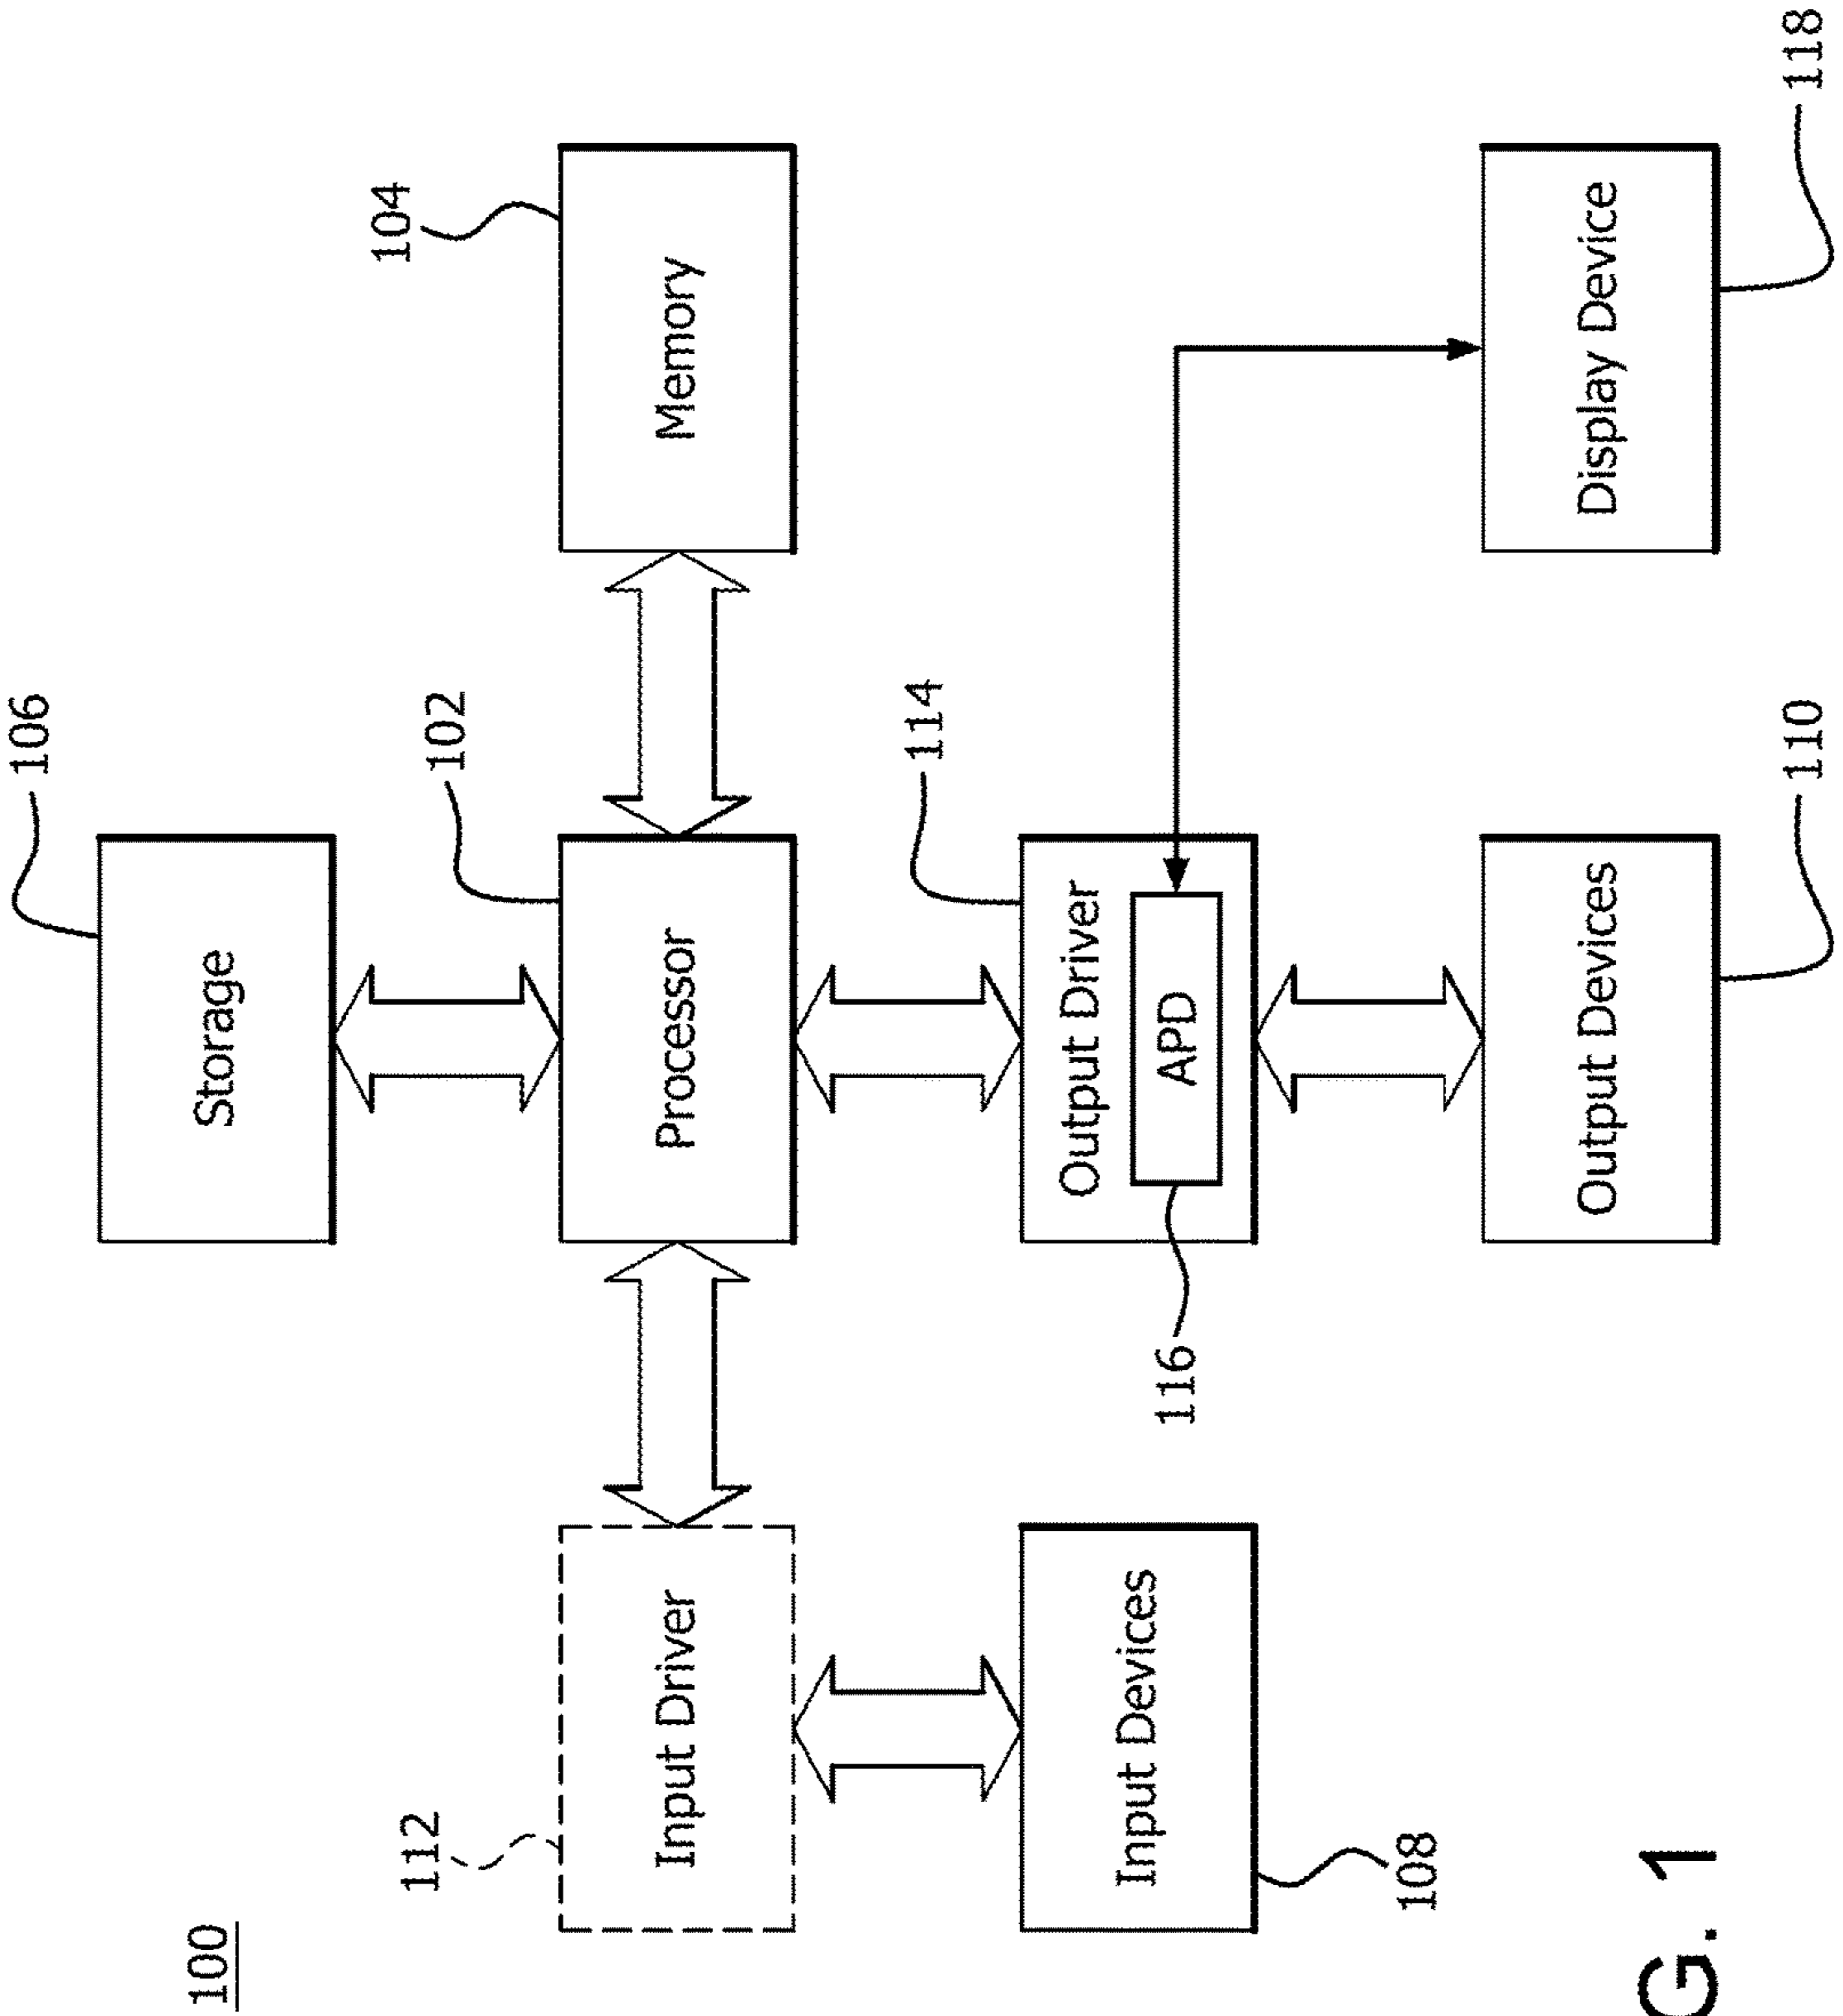 106
100
Storage
112
102
104
Input Driver
Processor
Memory
114
Output Driver
Input Devices
116
APD
108
Output Devices
Display Device
G. 1
110
118